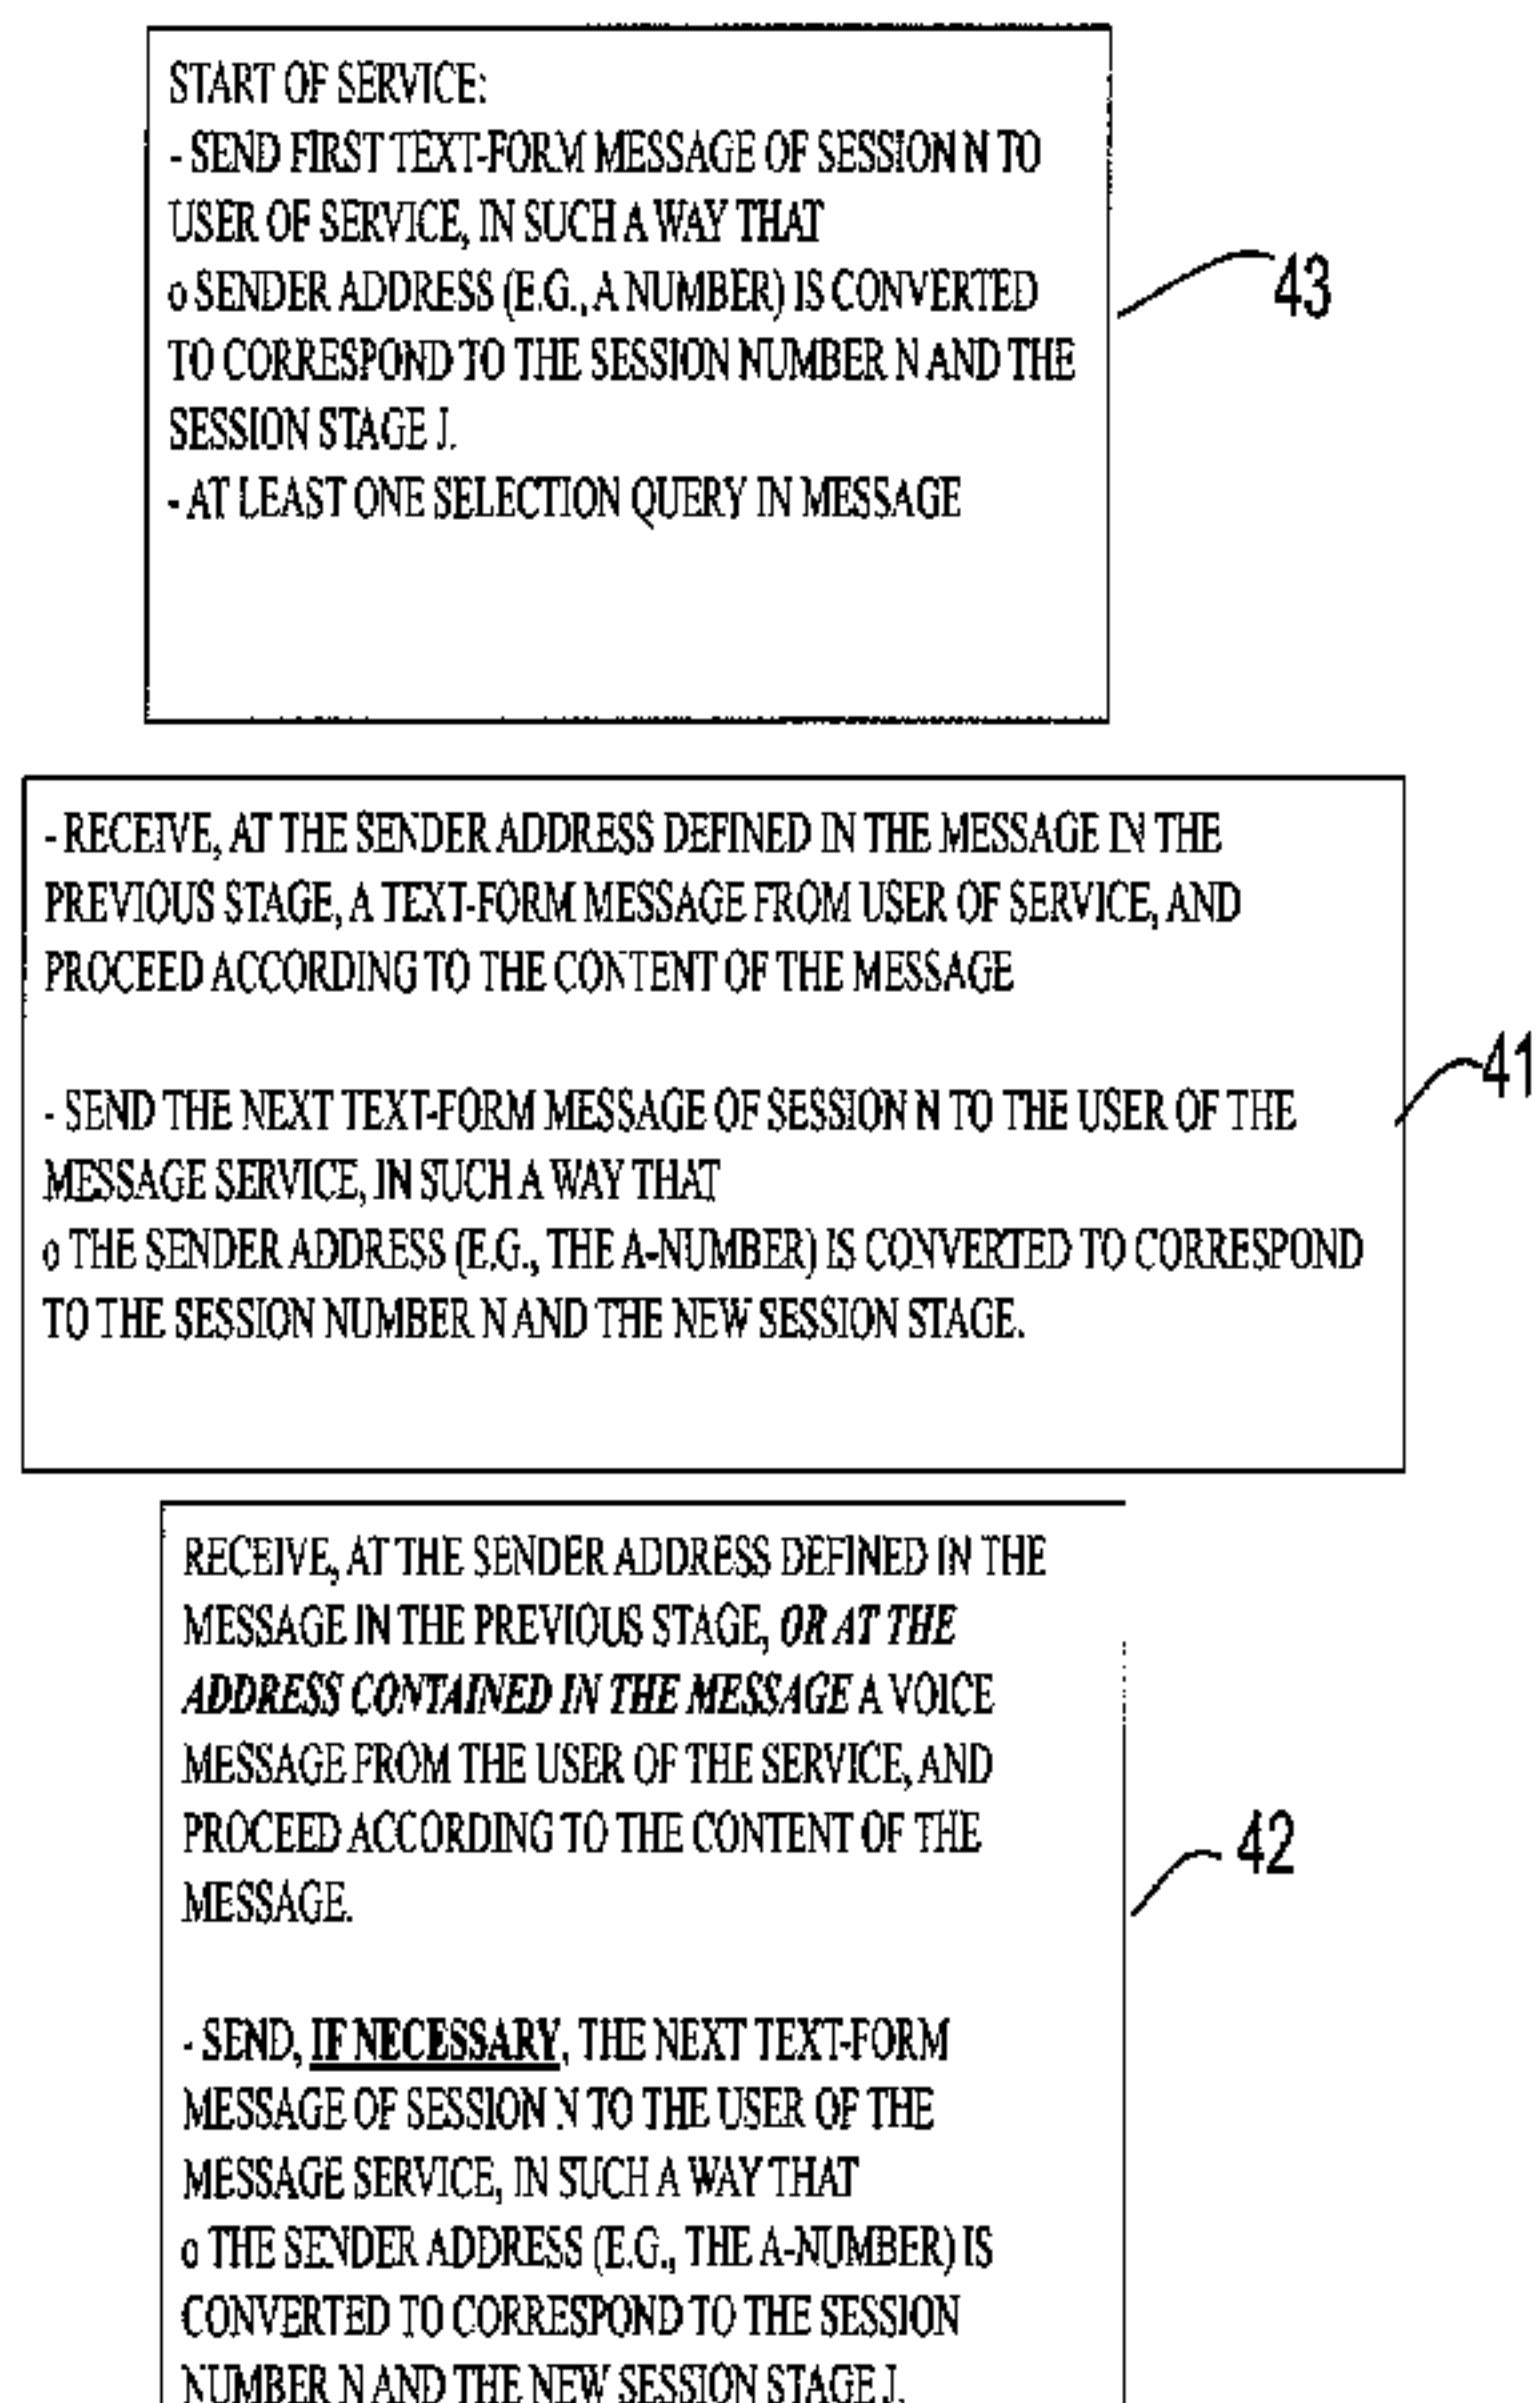 START OF SERVICE:
- SEND FIRST TEXT-FORM MESSAGE OF SESSION N TO
USER OF SERVICE, IN SUCH A WAY THAT
o SENDER ADDRESS (E.G., A NUMBER) IS CONVERTED
TO CORRESPOND TO THE SESSION NUMBER N AND THE
SESSION STAGE J.
- AT LEAST ONE SELECTION QUERY IN MESSAGE
43
- RECEIVE, AT THE SENDER ADDRESS DEFINED IN THE MESSAGE IN THE
PREVIOUS STAGE, A TEXT-FORM MESSAGE FROM USER OF SERVICE, AND
PROCEED ACCORDING TO THE CONTENT OF THE MESSAGE
- SEND THE NEXT TEXT-FORM MESSAGE OF SESSION N TO THE USER OF THE
MESSAGE SERVICE, IN SUCH A WAY THAT
o THE SENDER ADDRESS (E.G., THE A-NUMBER) IS CONVERTED TO CORRESPOND
TO THE SESSION NUMBER N AND THE NEW SESSION STAGE.
41
RECEIVE, AT THE SENDER ADDRESS DEFINED IN THE
MESSAGE IN THE PREVIOUS STAGE, OR AT THE
ADDRESS CONTAINED IN THE MESSAGE A VOICE
MESSAGE FROM THE USER OF THE SERVICE, AND
PROCEED ACCORDING TO THE CONTENT OF THE
MESSAGE.
- SEND, IF NECESSARY, THE NEXT TEXT-FORM
MESSAGE OF SESSION N TO THE USER OF THE
MESSAGE SERVICE, IN SUCH A WAY THAT
o THE SENDER ADDRESS (E.G., THE A-NUMBER) IS
CONVERTED TO CORRESPOND TO THE SESSION
NUMBER N AND THE NEW SESSION STAGE J.
42